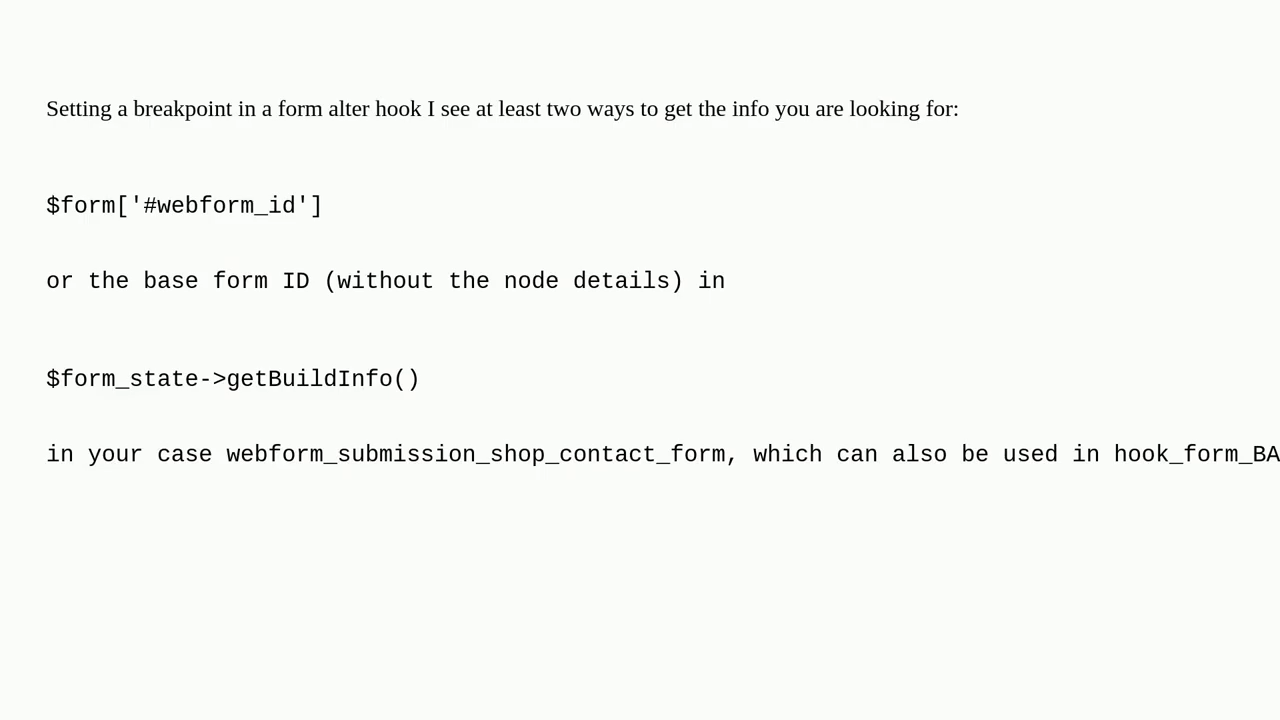 Setting a breakpoint in a form alter hook I see at least two ways to get the info you are looking for:
$form['#webform_id']
or the base form ID (without the node details) in
$form_state->getBuildInfo()
in your case webform_submission_shop_contact_form, which can also be used in hook_form_BA